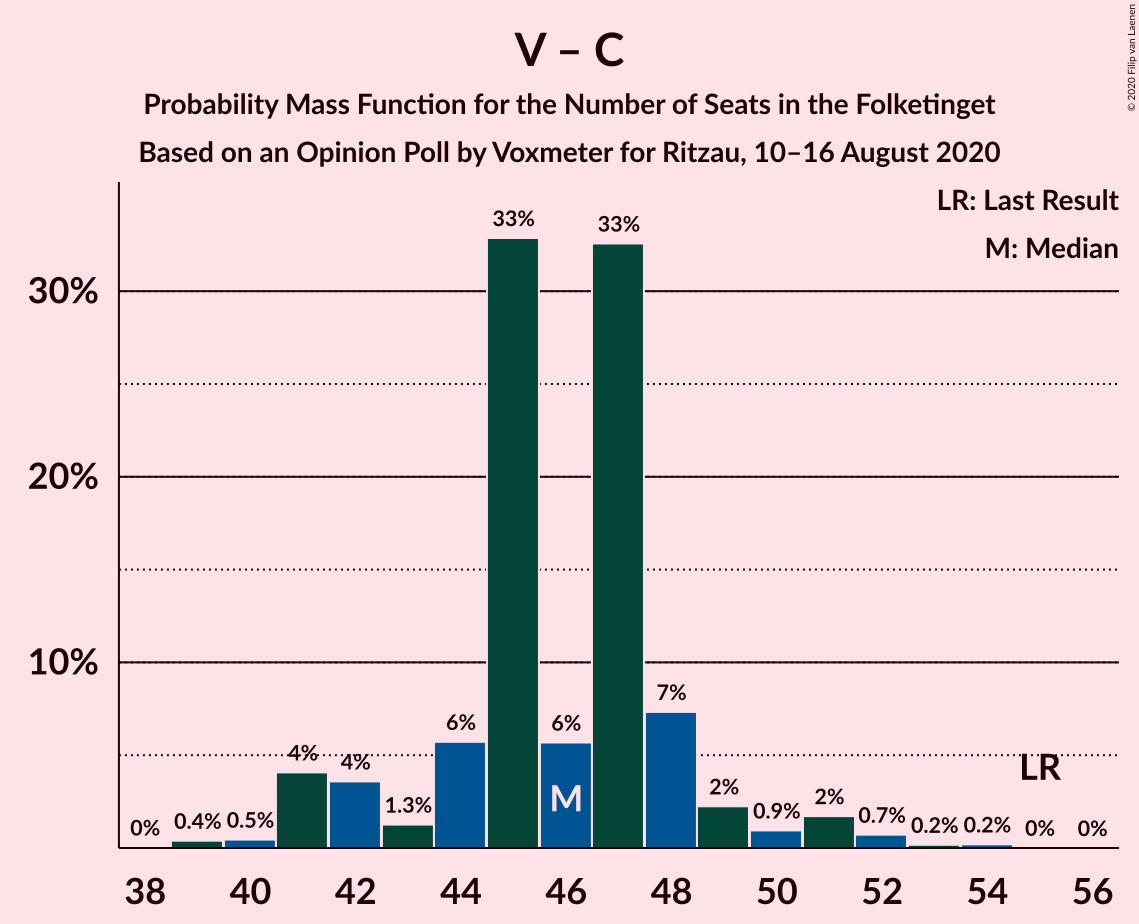 V – C
Probability Mass Function for the Number of Seats in the Folketinget
Based on an Opinion Poll by Voxmeter for Ritzau, 10–16 August 2020
© 2020 Filip van Laenen
LR: Last Result
M: Median
30%
20%
10%
0%
0.4%
0.5%
4%
4%
1.3%
6%
33%
6%
33%
7%
2%
0.9%
2%
0.7%
0.2%
0.2%
0%
0%
M
LR
38 40 42 44 46 48 50 52 54 56